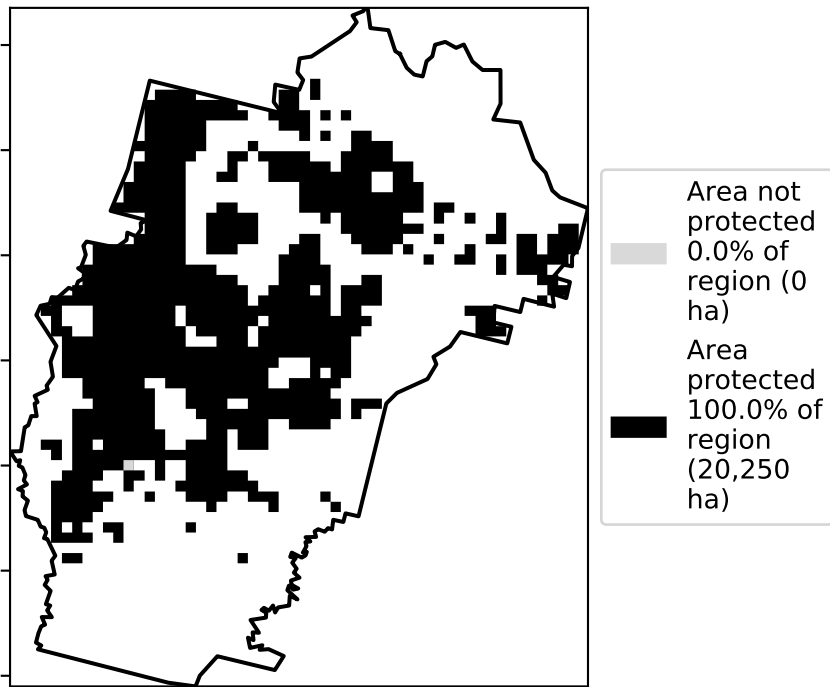 Area not
protected
0.0% of
region (0
ha)
Area
protected
100.0% of
region
(20,250
ha)